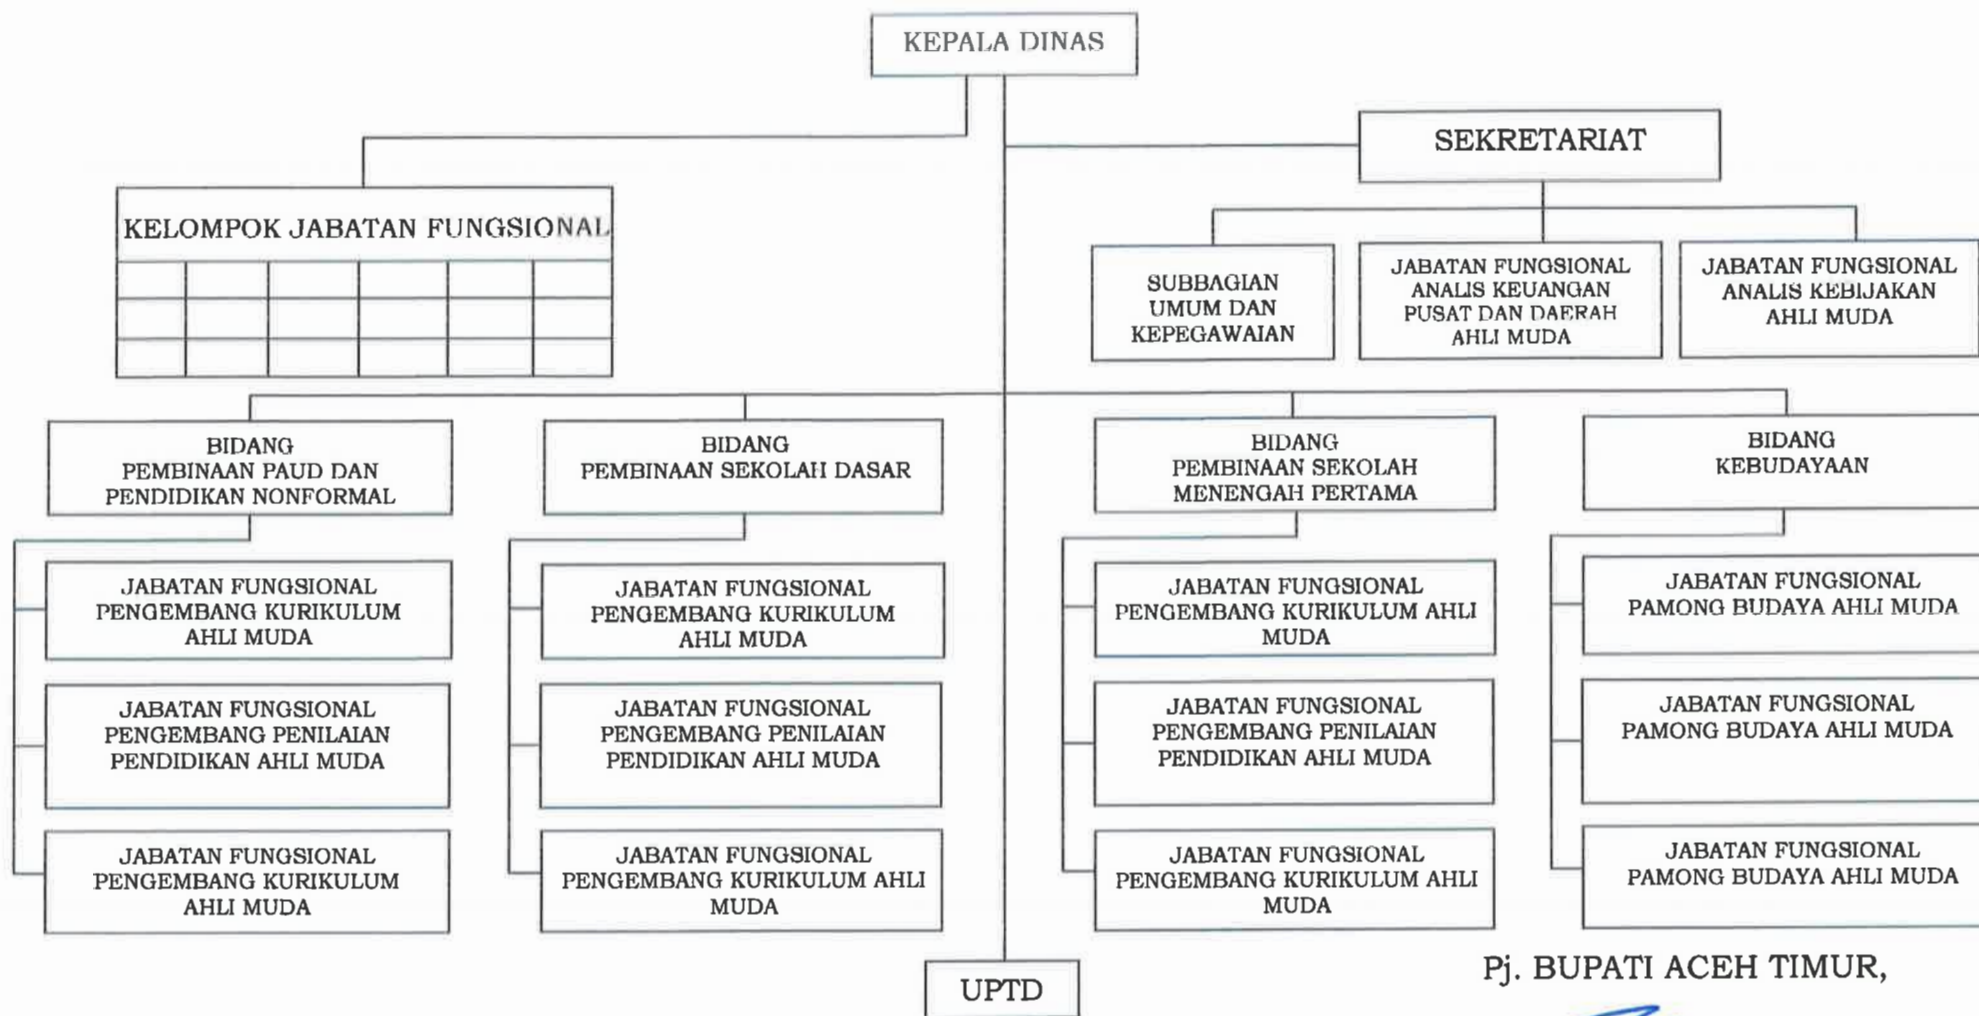 KEPALA DINAS
SEKRETARIAT
KELOMPOK JABATAN FUNGSIONAL
SUBBAGIAN
UMUM DAN
KEPEGAWAIAN
JABATAN FUNGSIONAL
ANALIS KEUANGAN
PUSAT DAN DAERAH
AHLI MUDA
JABATAN FUNGSIONAL
ANALIS KEBIJAKAN
AHLI MUDA
BIDANG
PEMBINAAN PAUD DAN
PENDIDIKAN NONFORMAL
BIDANG
PEMBINAAN SEKOLAH DASAR
BIDANG
PEMBINAAN SEKOLAH
MENENGAH PERTAMA
BIDANG
KEBUDAYAAN
JABATAN FUNGSIONAL
PENGEMBANG KURIKULUM
AHLI MUDA
JABATAN FUNGSIONAL
PENGEMBANG KURIKULUM
AHLI MUDA
JABATAN FUNGSIONAL
PENGEMBANG KURIKULUM AHLI
MUDA
JABATAN FUNGSIONAL
PAMONG BUDAYA AHLI MUDA
JABATAN FUNGSIONAL
PENGEMBANG PENILAIAN
PENDIDIKAN AHLI MUDA
JABATAN FUNGSIONAL
PENGEMBANG PENILAIAN
PENDIDIKAN AHLI MUDA
JABATAN FUNGSIONAL
PENGEMBANG PENILAIAN
PENDIDIKAN AHLI MUDA
JABATAN FUNGSIONAL
PAMONG BUDAYA AHLI MUDA
JABATAN FUNGSIONAL
PENGEMBANG KURIKULUM
AHLI MUDA
JABATAN FUNGSIONAL
PENGEMBANG KURIKULUM AHLI
MUDA
JABATAN FUNGSIONAL
PENGEMBANG KURIKULUM AHLI
MUDA
JABATAN FUNGSIONAL
PAMONG BUDAYA AHLI MUDA
UPTD
Pj. BUPATI ACEH TIMUR,